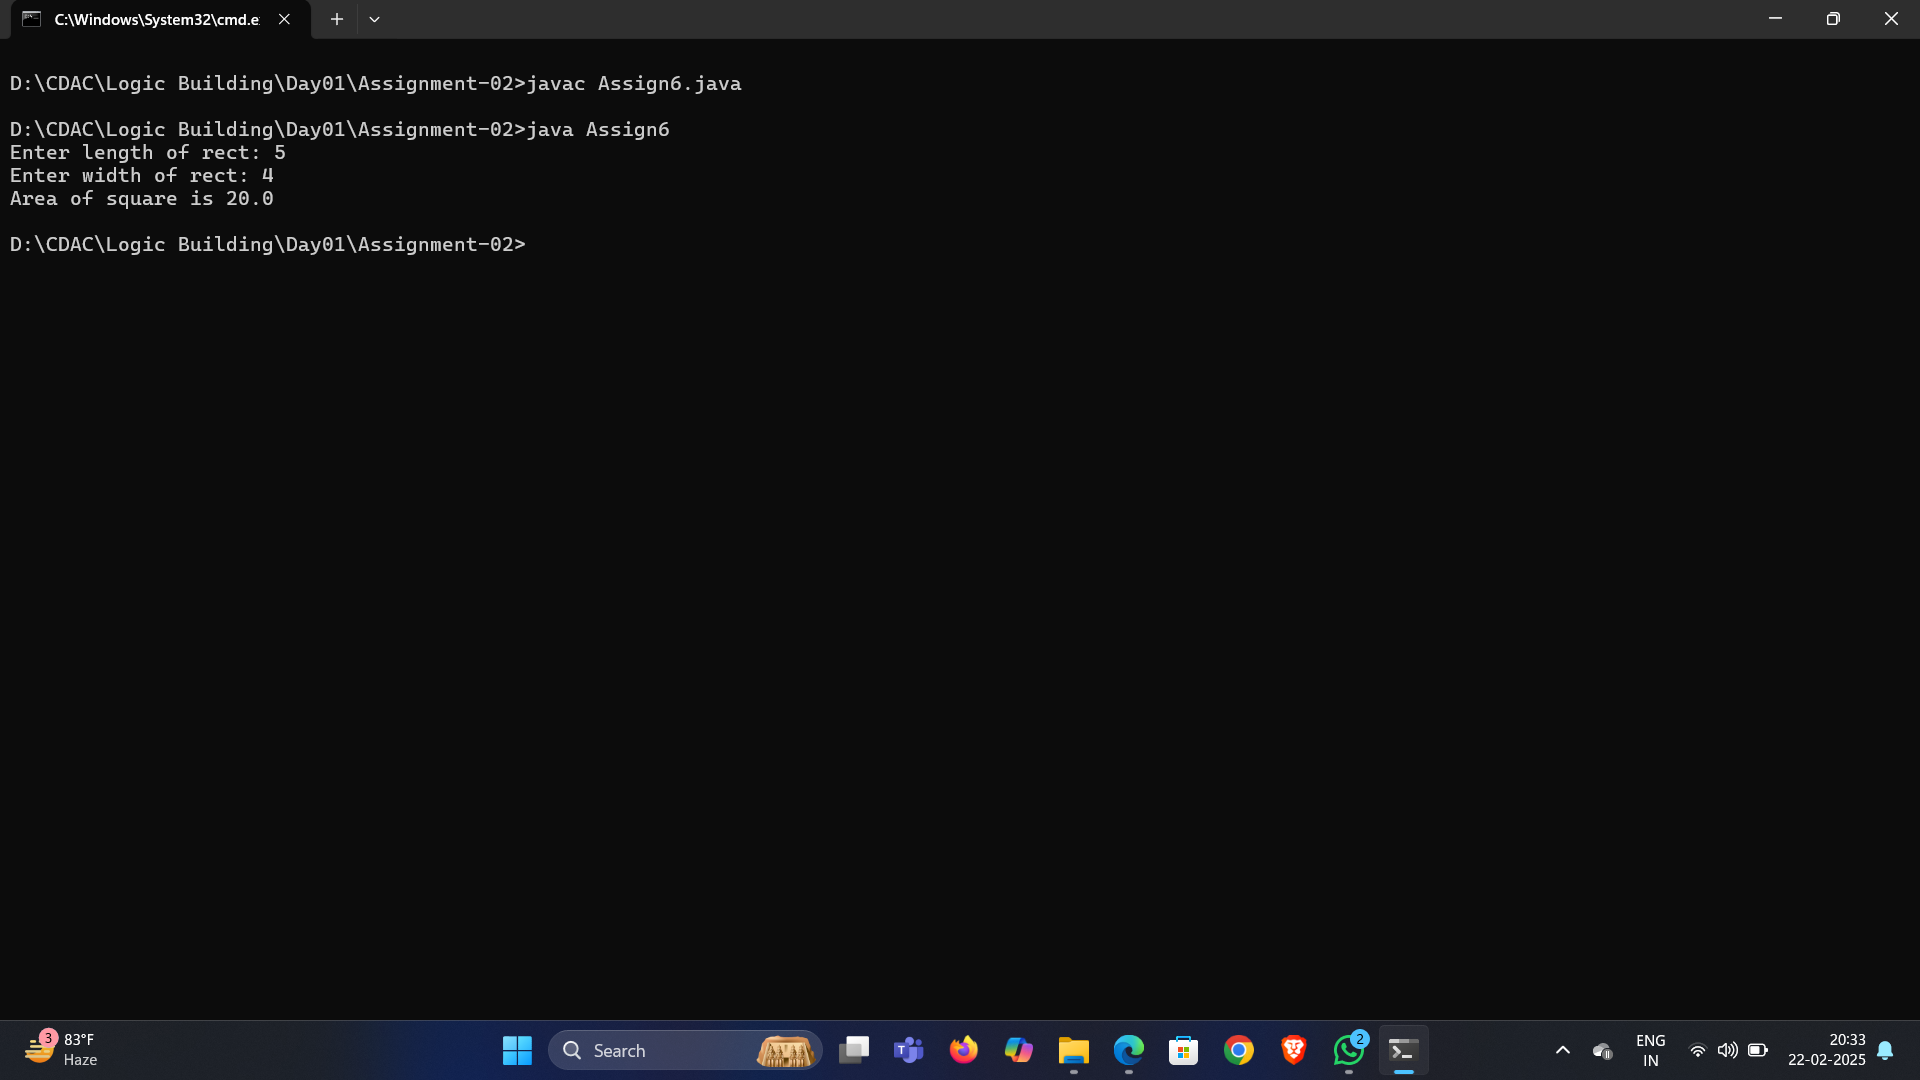 C:\Windows\System32\cmd.e
D:\CDAC\Logic Building\Day01\Assignment-02>javac Assign6.java
D:\CDAC\Logic Building\Day01\Assignment-02>java Assign6
Enter length of rect: 5
Enter width of rect: 4
Area of square is 20.0
D:\CDAC\Logic Building\Day01\Assignment-02>
3
83°F
Haze
Search
T
2
ENG
IN
20:33
22-02-2025